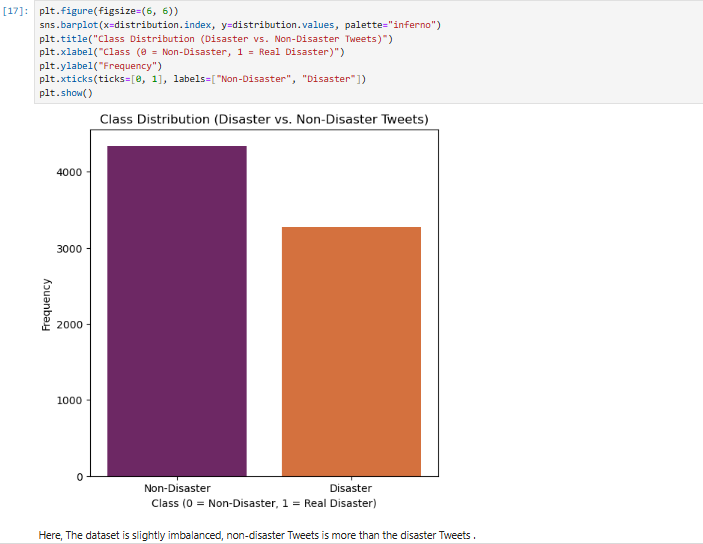 [17]: plt.figure(figsize=(6, 6))
sns.barplot(x=distribution.index, y=distribution.values, palette="inferno")
plt.title("Class Distribution (Disaster vs. Non-Disaster Tweets)")
plt.xlabel("Class (0 = Non-Disaster, 1 = Real Disaster)")
plt.ylabel("Frequency")
plt.xticks(ticks=[0, 1], labels=["Non-Disaster", "Disaster"])
plt.show()
Class Distribution (Disaster vs. Non-Disaster Tweets)
4000
3000
2000
1000
0
Frequency
Non-Disaster Disaster
Class (0 = Non-Disaster, 1 = Real Disaster)
Here, The dataset is slightly imbalanced, non-disaster Tweets is more than the disaster Tweets .